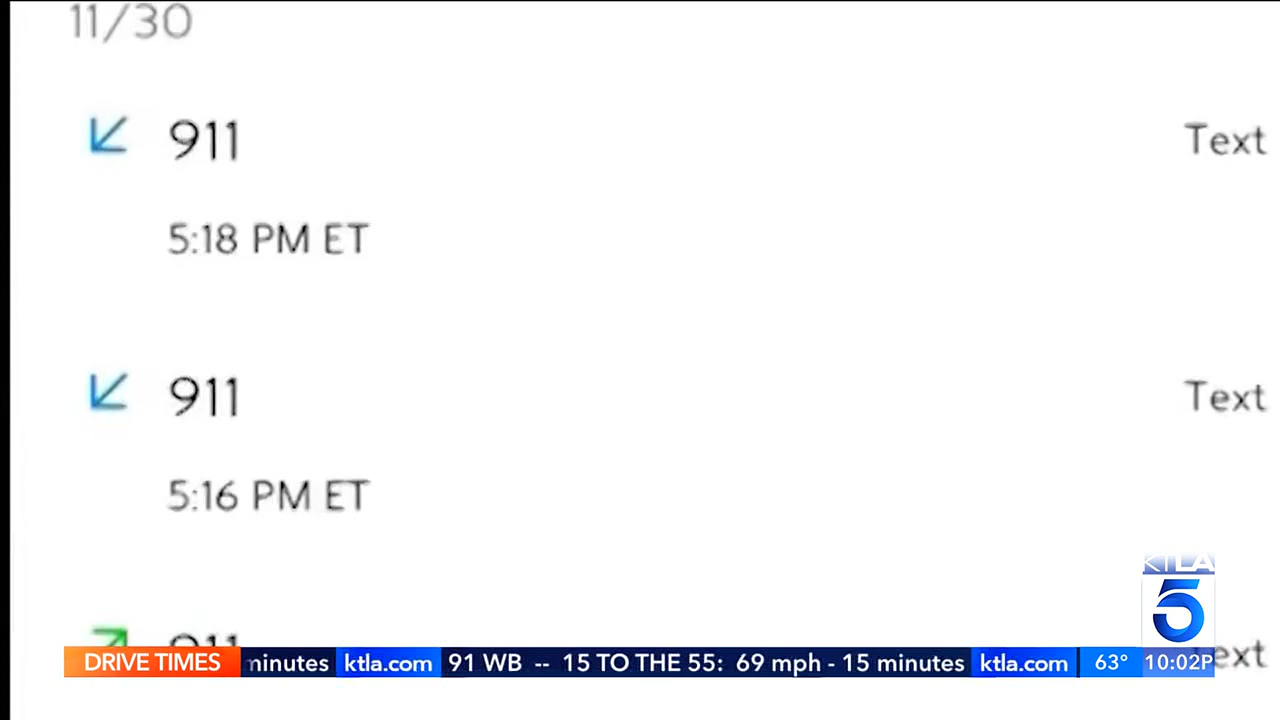 11/30
911
Text
5:18 PM ET
911
Text
5:16 PM ET
911
KTLA
5
DRIVE TIMES
minutes ktla.com 91 WB -- 15 TO THE 55: 69 mph - 15 minutes ktla.com
63° 10:02P